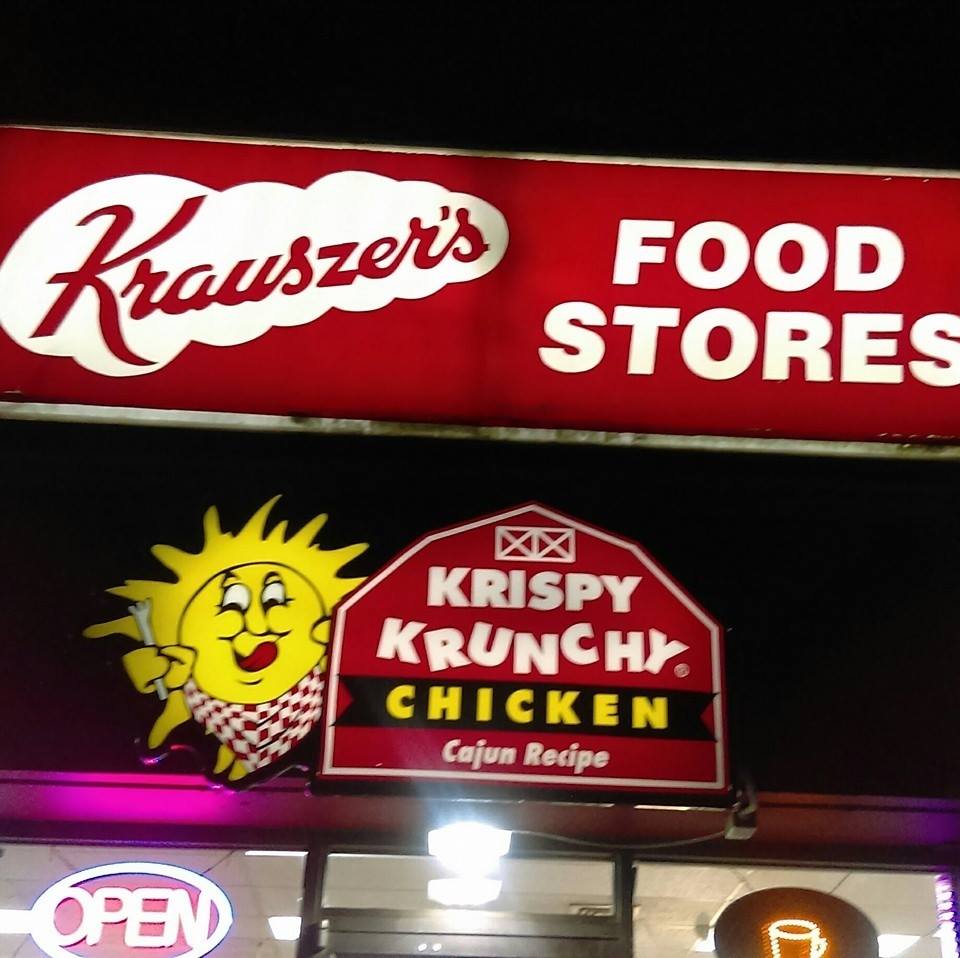 Krauszer's
FOOD
STORES
KRISPY
KRUNCHY®
CHICKEN
Cajun Recipe
OPEN